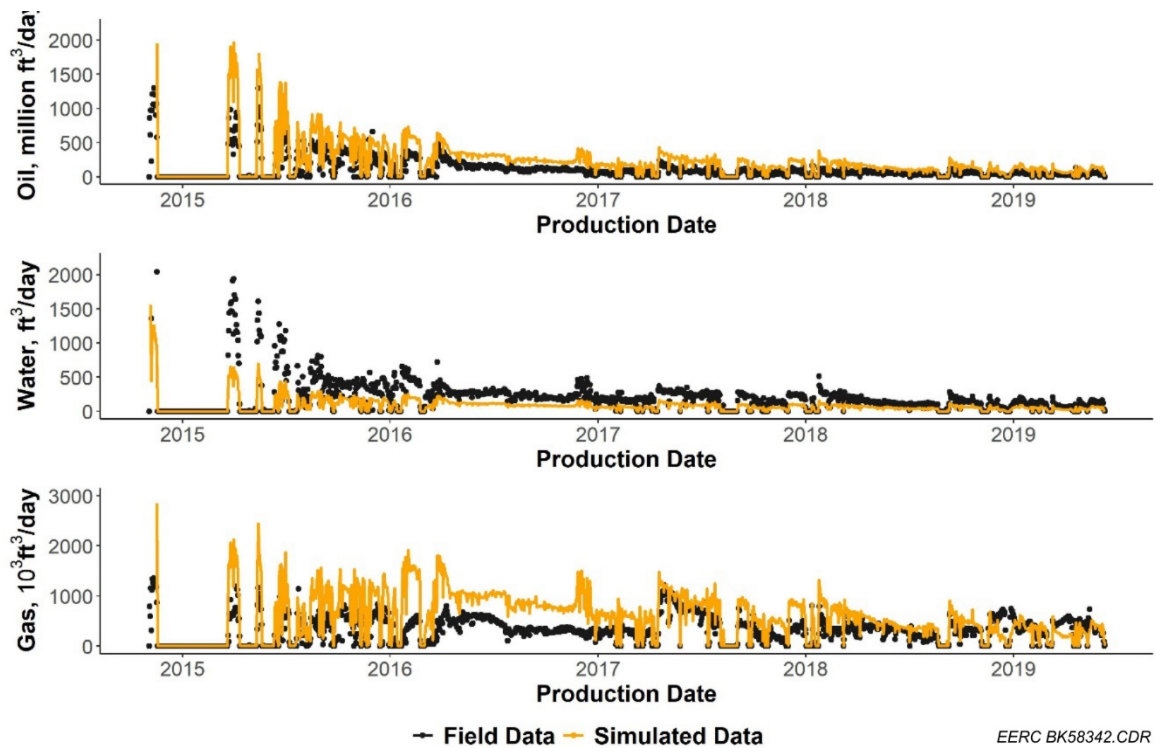 Oil, million ft³/day
2000
1500
1000
500
0
2015 2016 2017 2018 2019
Production Date
Water, ft³/day
2000
1500
1000
500
0
2015 2016 2017 2018 2019
Production Date
Gas, 10³ft³/day
3000
2000
1000
0
2015 2016 2017 2018 2019
Production Date
Field Data Simulated Data
EERC BK58342.CDR